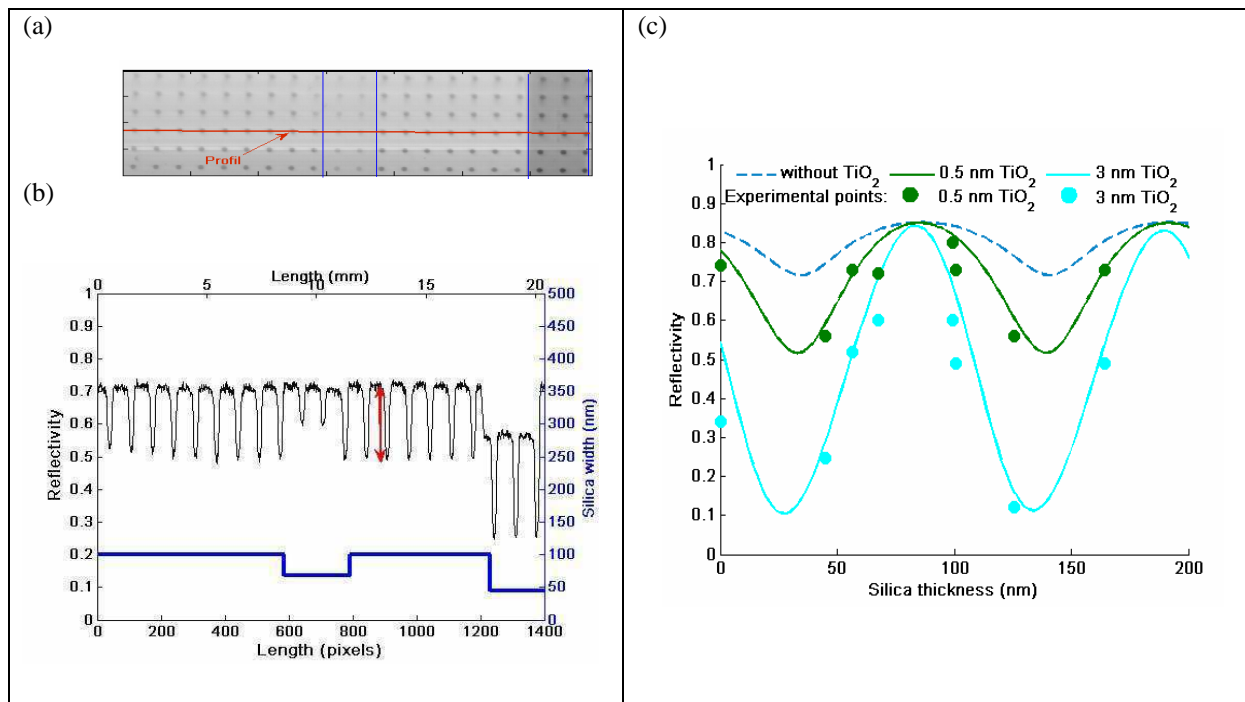 (a)
Profil
(b)
Length (mm)
0 5 10 15 20
1 0.9 0.8 0.7 0.6 0.5 0.4 0.3 0.2 0.1 0
Reflectivity
500 450 400 350 300 250 200 150 100 50 0
Silica width (nm)
0 200 400 600 800 1000 1200 1400
Length (pixels)
(c)
without TiO2 0.5 nm TiO2 3 nm TiO2
Experimental points: 0.5 nm TiO2 3 nm TiO2
1 0.9 0.8 0.7 0.6 0.5 0.4 0.3 0.2 0.1 0
Reflectivity
0 50 100 150 200
Silica thickness (nm)